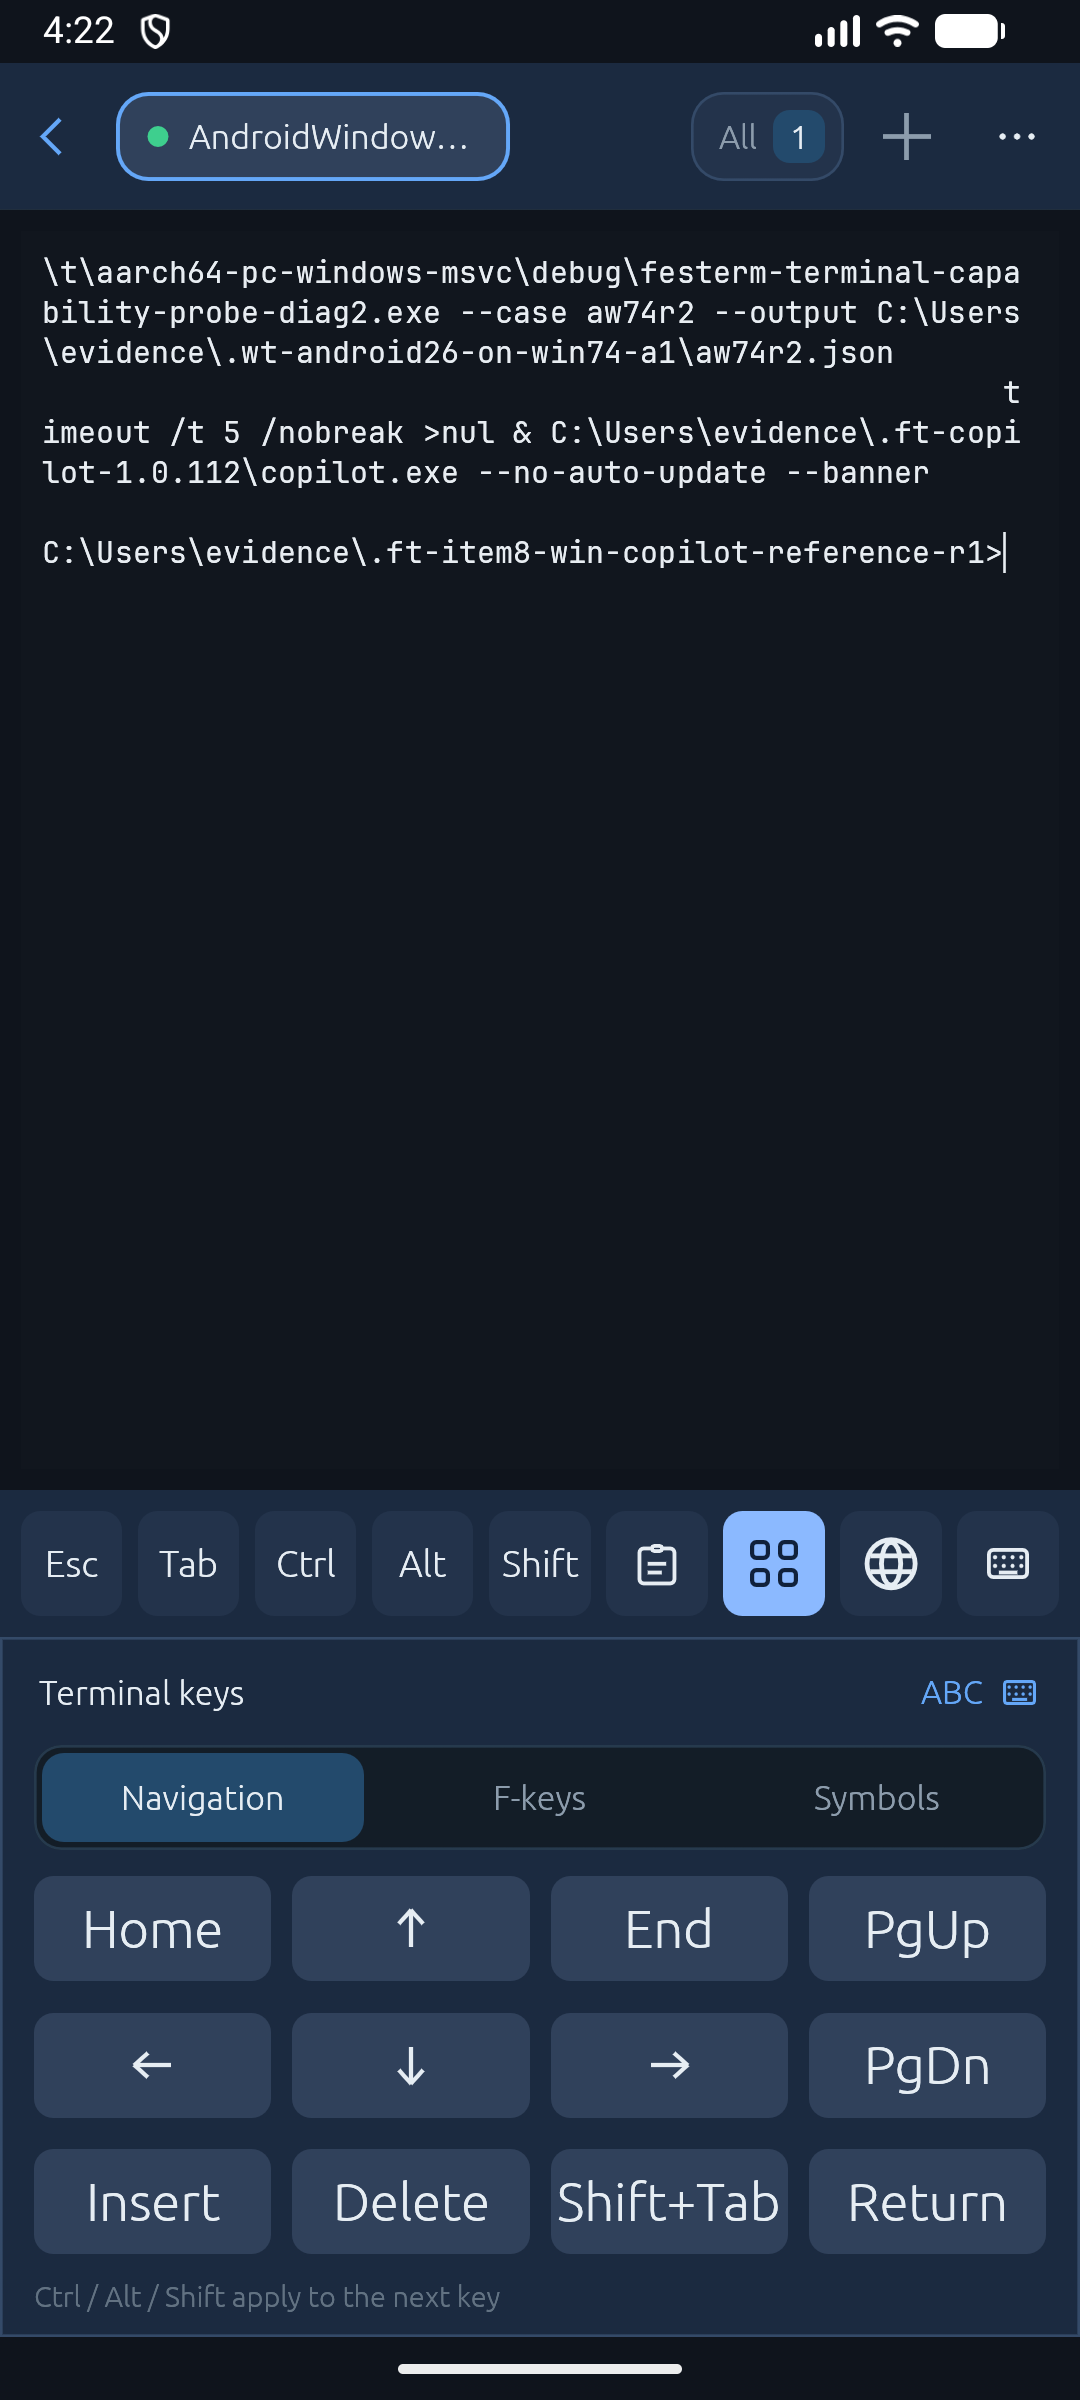 4:22
AndroidWindow...
All 1
\t\aarch64-pc-windows-msvc\debug\festerm-terminal-capa
bility-probe-diag2.exe --case aw74r2 --output C:\Users
\evidence\.wt-android26-on-win74-a1\aw74r2.json
t
imeout /t 5 /nobreak >nul & C:\Users\evidence\.ft-copi
lot-1.0.112\copilot.exe --no-auto-update --banner
C:\Users\evidence\.ft-item8-win-copilot-reference-r1>
Esc Tab Ctrl Alt Shift
Terminal keys ABC
Navigation F-keys Symbols
Home ↑ End PgUp
← ↓ → PgDn
Insert Delete Shift+Tab Return
Ctrl / Alt / Shift apply to the next key